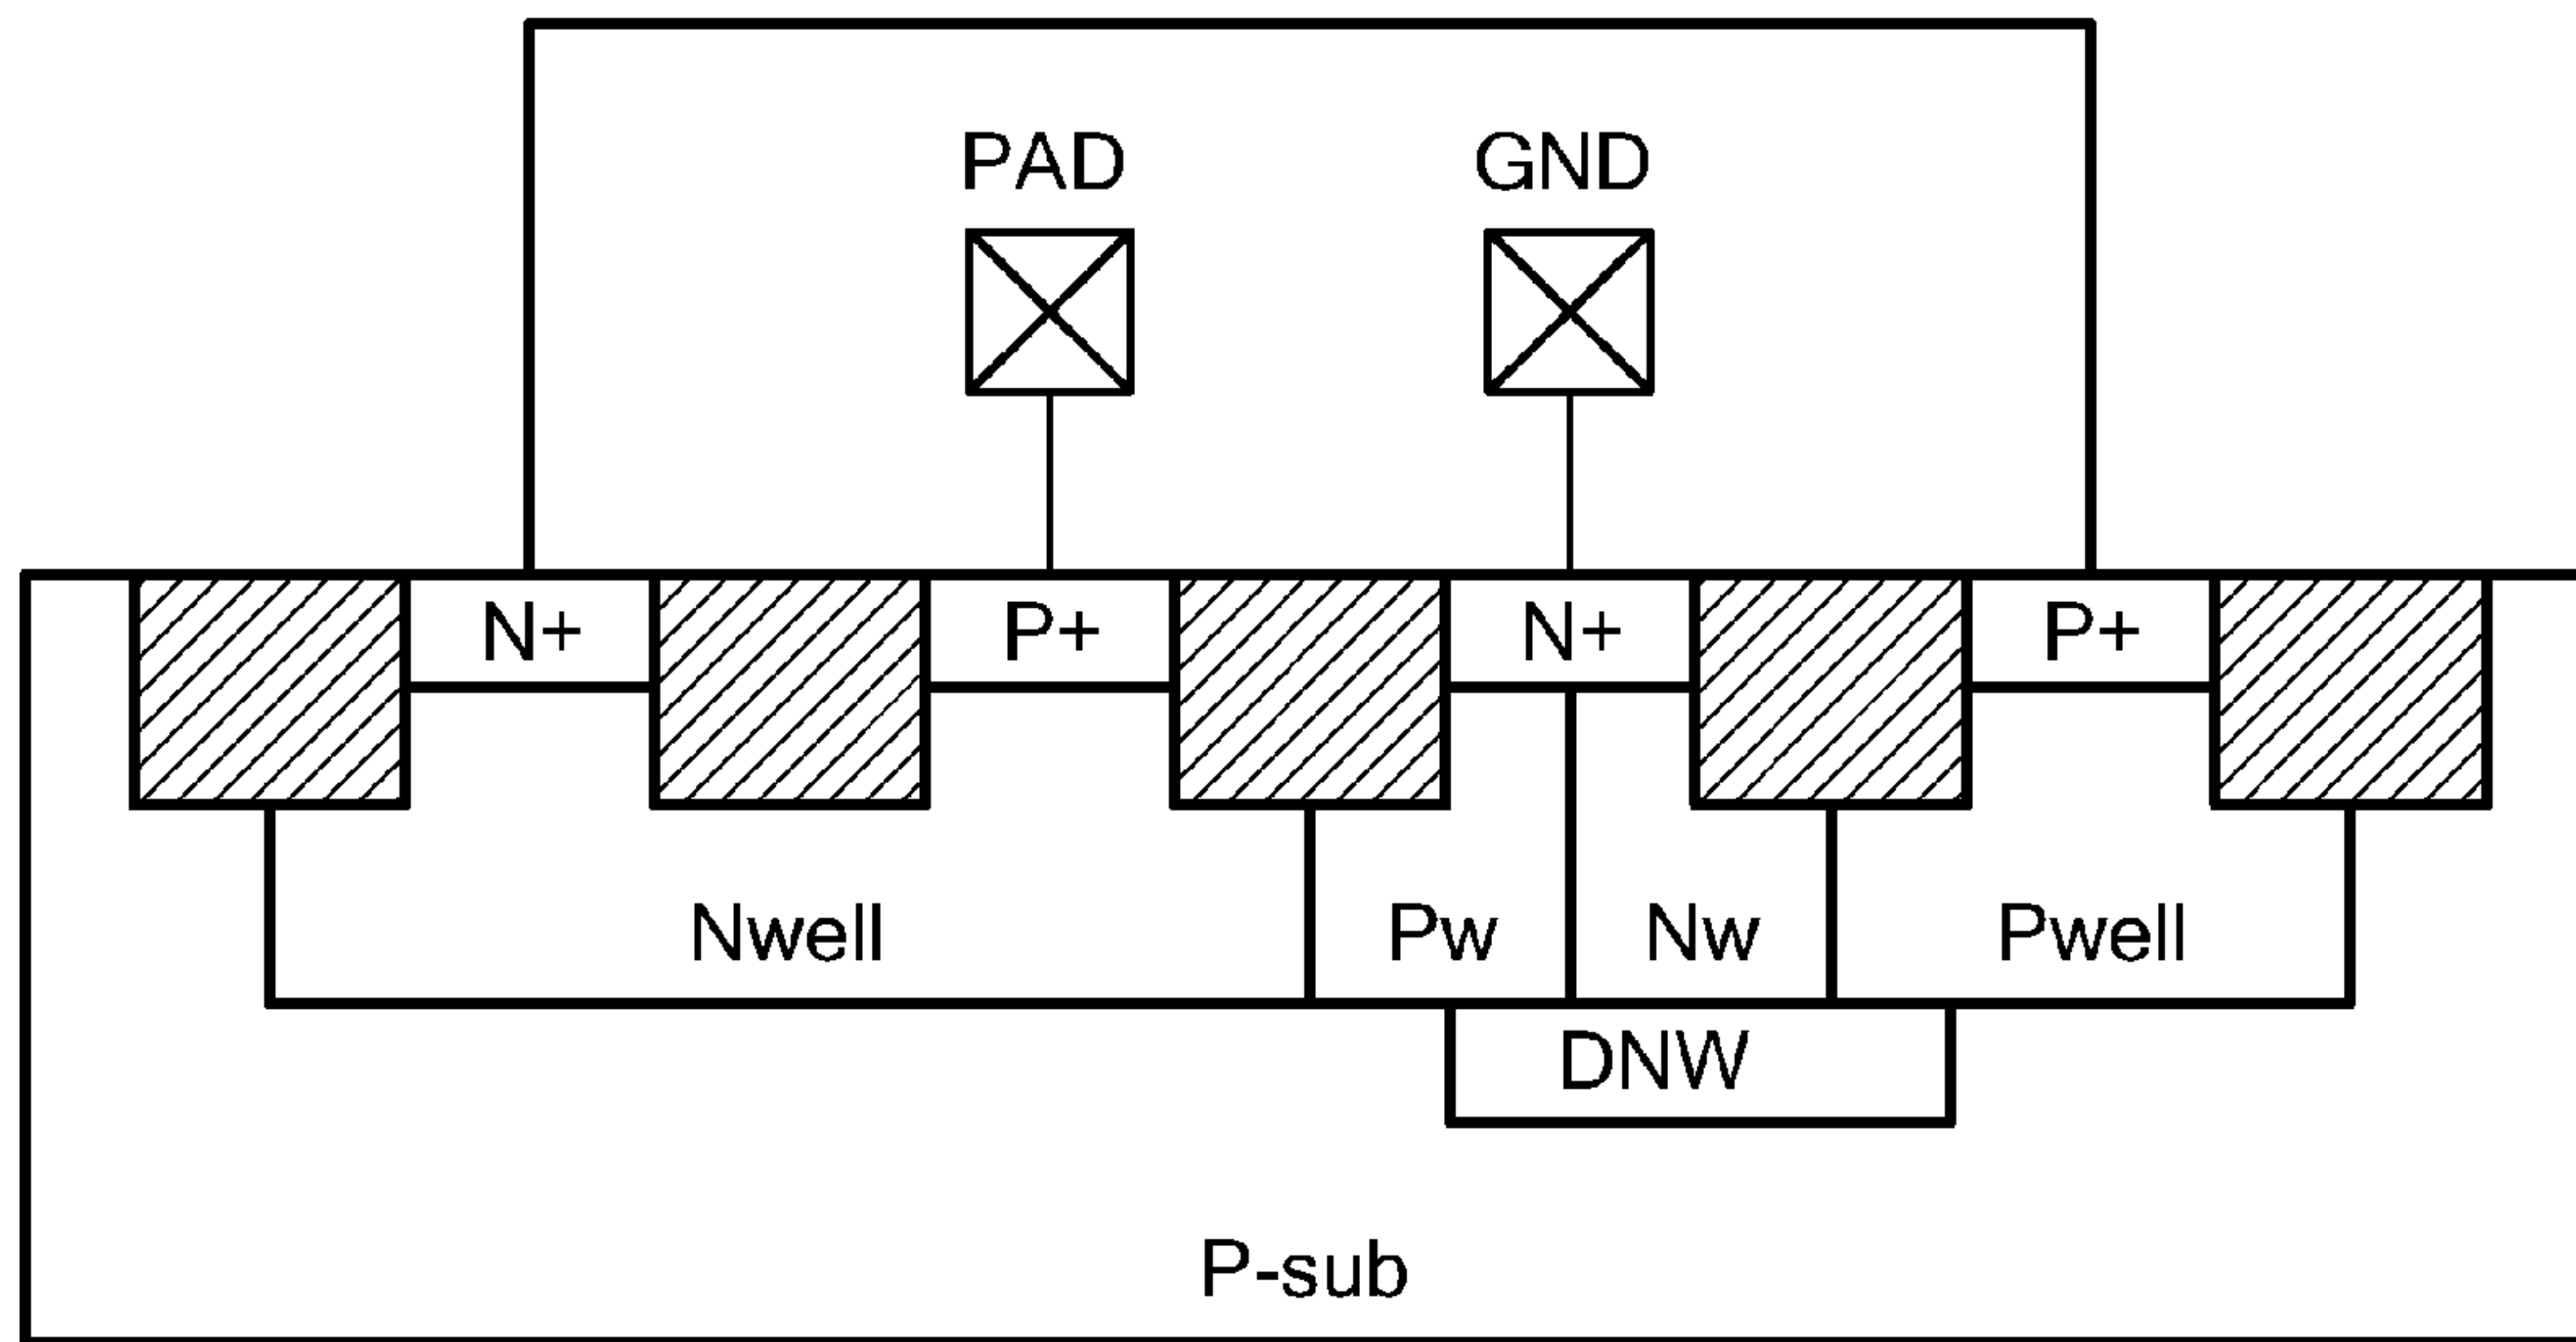 PAD GND
N+ P+ N+ P+
Nwell Pw Nw Pwell
DNW
P-sub